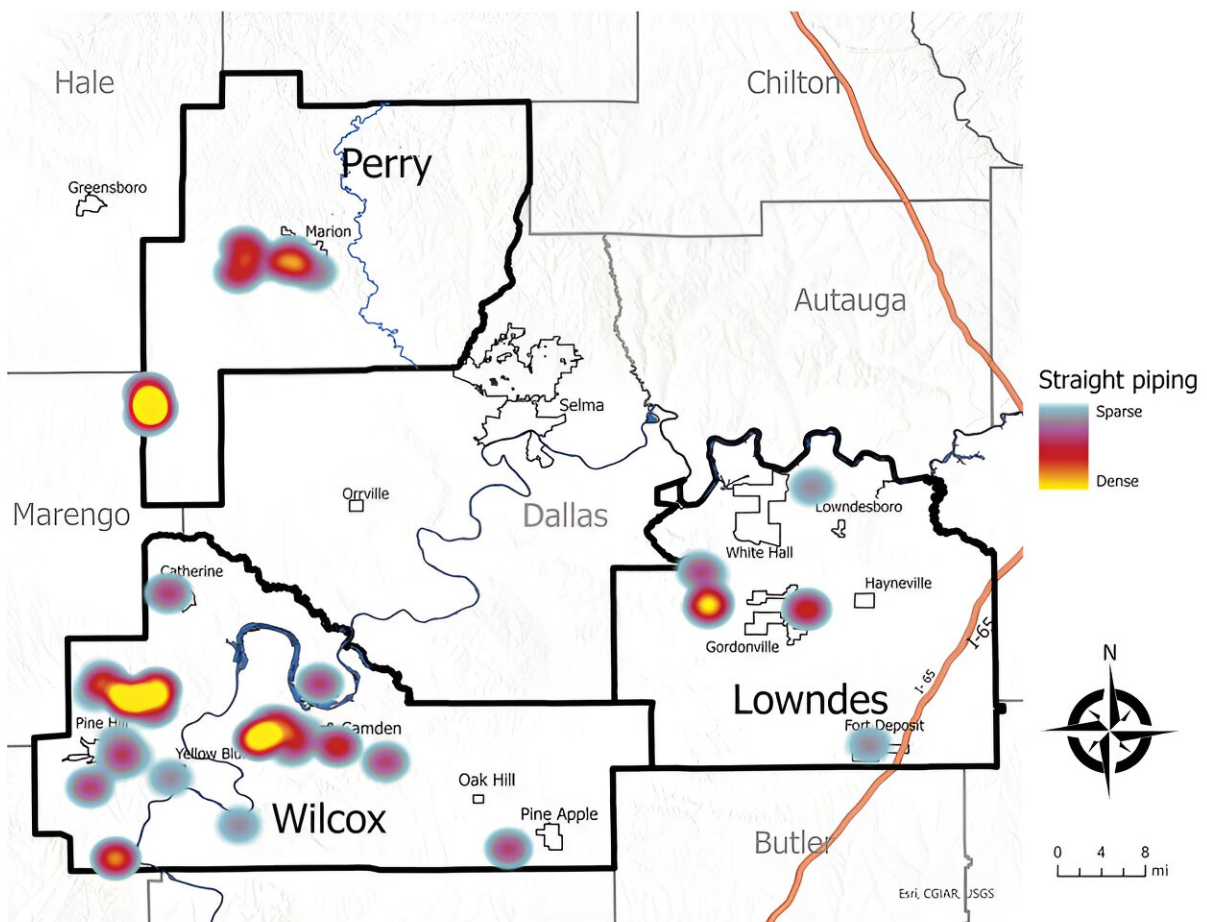 Hale
Chilton
Perry
Greensboro
Marion
Autauga
Straight piping
Sparse
Dense
Selma
Orrville
Marengo
Dallas
Lowndesboro
White Hall
Catherine
Hayneville
Gordonville
I-65
I-65
N
Lowndes
Pine Hill
Camden
Fort Deposit
Yellow Blu
Oak Hill
Wilcox
Pine Apple
Butler
0 4 8
mi
Esri, CGIAR, USGS